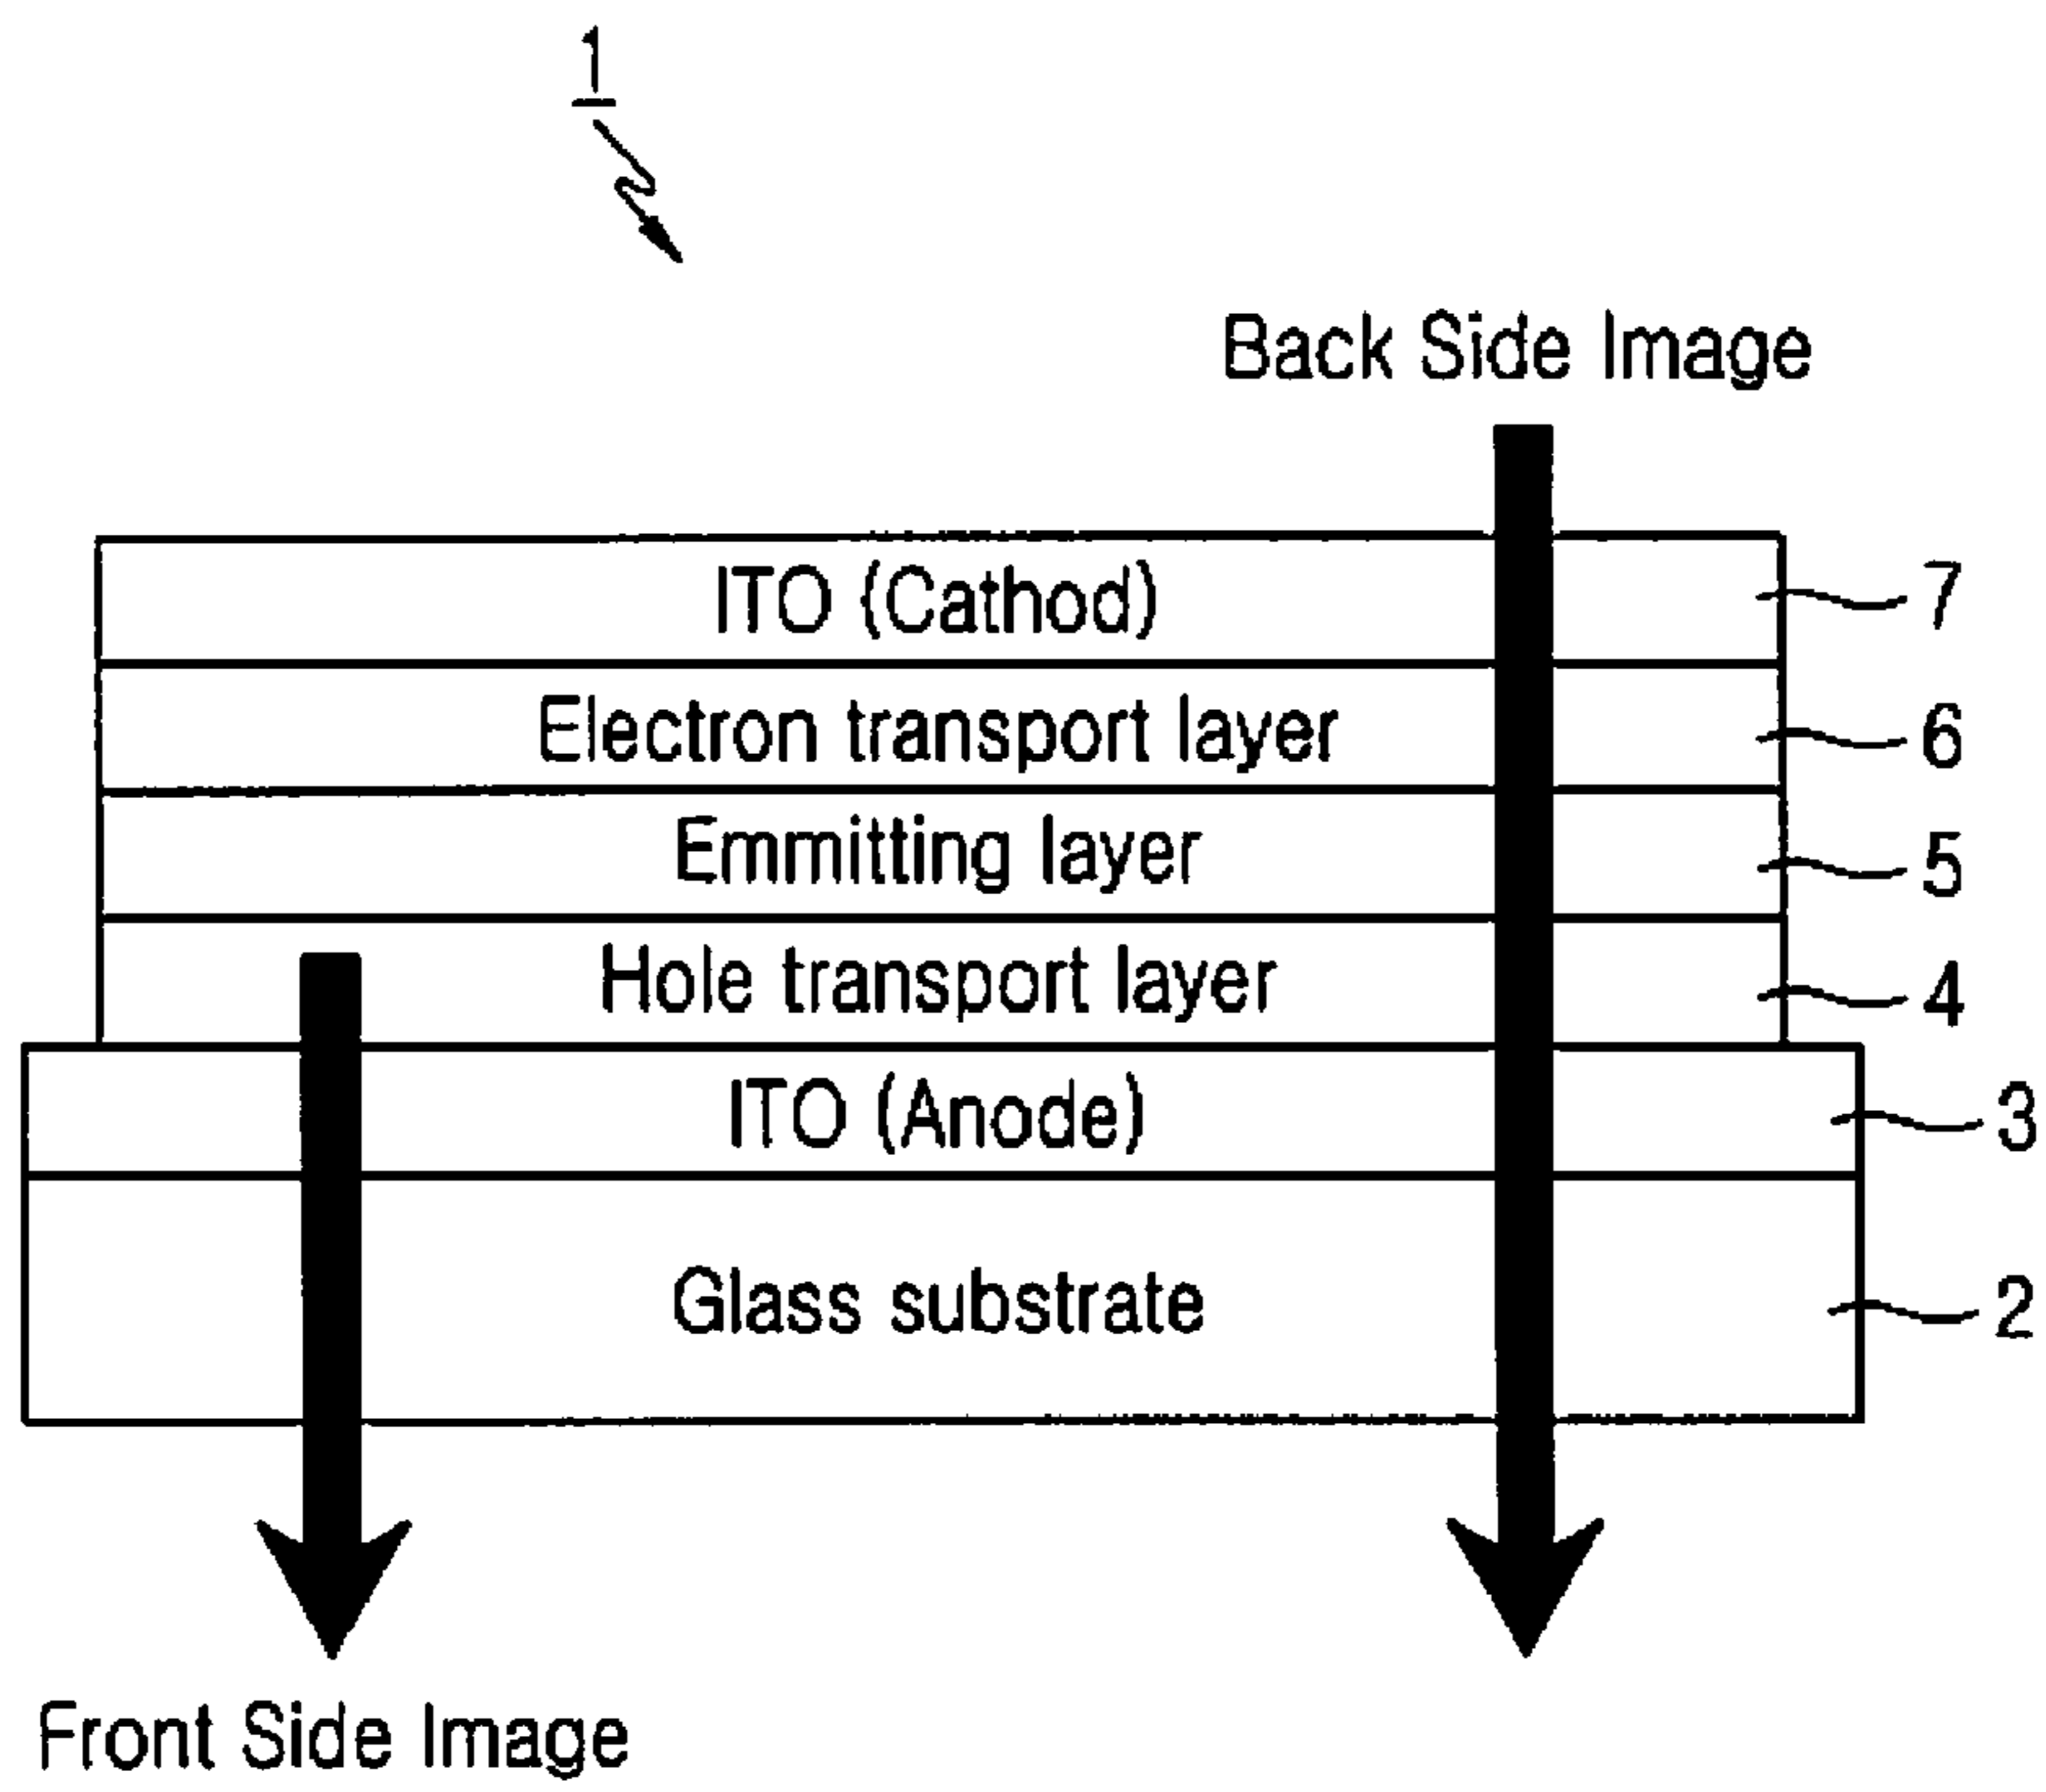 1
Back Side Image
ITO (Cathod)
7
Electron transport layer
6
Emmitting layer
5
Hole transport layer
4
ITO (Anode)
3
Glass substrate
2
Front Side Image